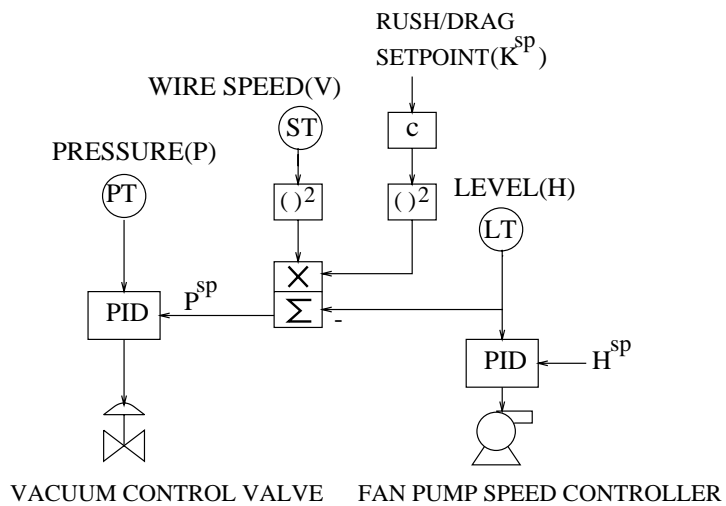 RUSH/DRAG
SETPOINT(K^sp)
WIRE SPEED(V)
ST
c
PRESSURE(P)
LEVEL(H)
PT
( )²
( )²
LT
×
PID
P^sp
Σ
-
PID
H^sp
VACUUM CONTROL VALVE
FAN PUMP SPEED CONTROLLER